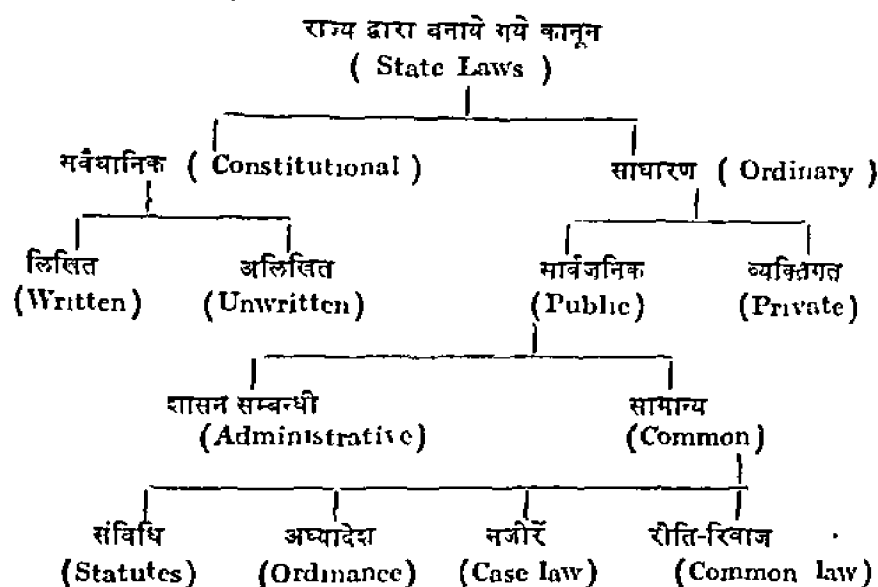 राज्य द्वारा बनाये गये कानून
( State Laws )
सवैधानिक ( Constitutional )
साधारण ( Ordinary )
लिखित
अलिखित
सार्वजनिक
व्यक्तिगत
(Written)
(Unwritten)
(Public)
(Private)
शासन सम्बन्धी
सामान्य
(Administrative)
(Common)
संविधि
अध्यादेश
नजीरें
रीति-रिवाज
(Statutes)
(Ordinance)
(Case law)
(Common law)